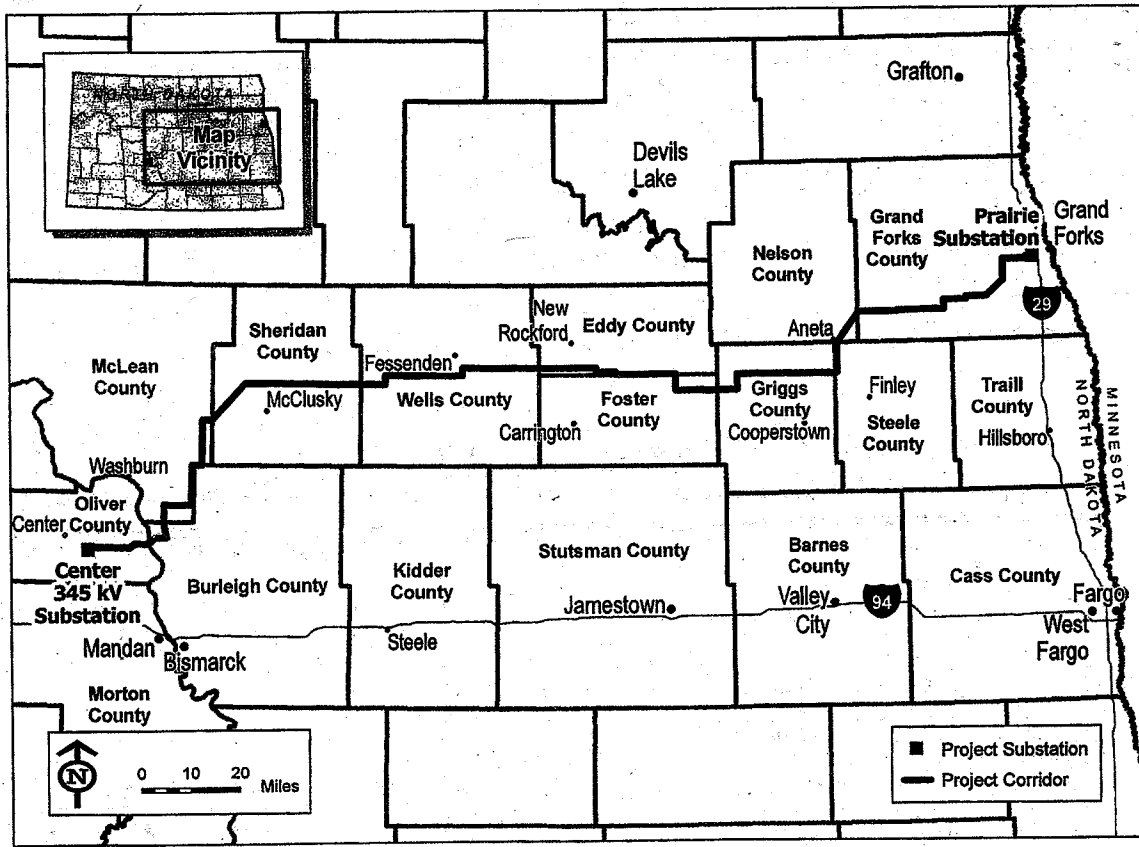 Grafton
NORTH DAKOTA
Map
Vicinity
Devils
Lake
Grand
Forks
County
Prairie
Substation
Grand
Forks
Nelson
County
29
New
Rockford
Eddy County
Aneta
Sheridan
County
McLean
County
Fessenden
McClusky
Wells County
Foster
County
Carrington
Griggs
County
Cooperstown
Finley
Steele
County
Traill
County
Hillsboro
NORTH DAKOTA
MINNESOTA
Washburn
Oliver
County
Center
Center
345 kV
Substation
Burleigh County
Kidder
County
Stutsman County
Barnes
County
Cass County
Jamestown
Valley
City
94
Fargo
West
Fargo
Mandan
Bismarck
Steele
Morton
County
N
0 10 20
Miles
Project Substation
Project Corridor